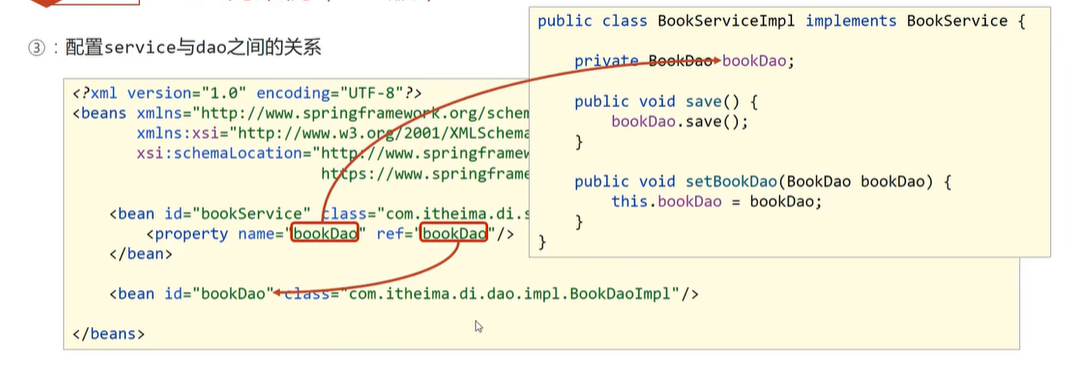 ③：配置service与dao之间的关系
<?xml version="1.0" encoding="UTF-8"?>
<beans xmlns="http://www.springframework.org/schem
xmlns:xsi="http://www.w3.org/2001/XMLSchema
xsi:schemaLocation="http://www.springframew
https://www.springframe
<bean id="bookService" class="com.itheima.di.s
<property name="bookDao" ref="bookDao"/>
</bean>
<bean id="bookDao" class="com.itheima.di.dao.impl.BookDaoImpl"/>
</beans>
public class BookServiceImpl implements BookService {
private BookDao bookDao;
public void save() {
bookDao.save();
}
public void setBookDao(BookDao bookDao) {
this.bookDao = bookDao;
}
}